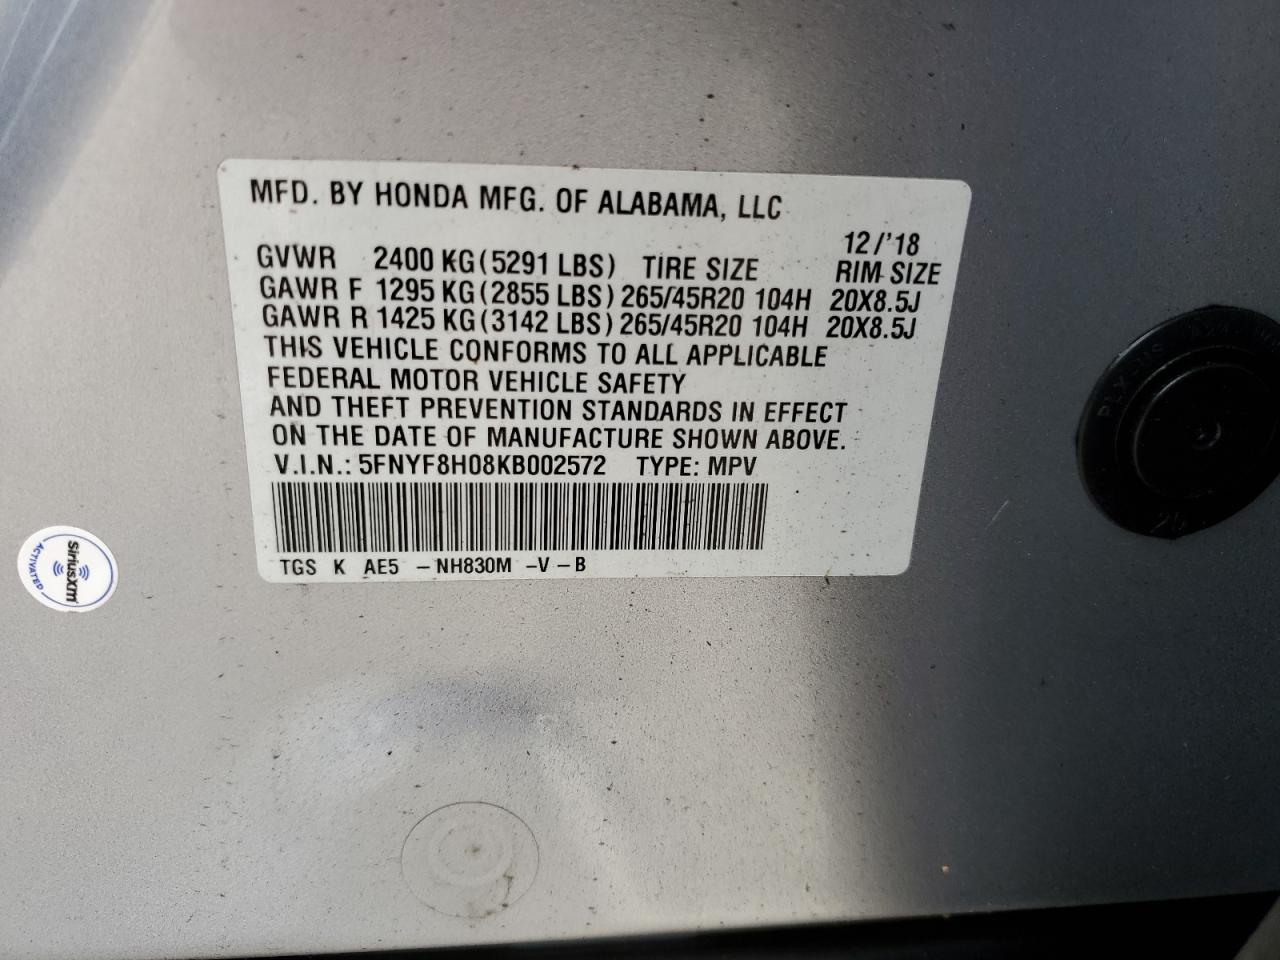 MFD. BY HONDA MFG. OF ALABAMA, LLC
12/'18
GVWR 2400 KG(5291 LBS) TIRE SIZE RIM SIZE
GAWR F 1295 KG(2855 LBS) 265/45R20 104H 20X8.5J
GAWR R 1425 KG(3142 LBS) 265/45R20 104H 20X8.5J
THIS VEHICLE CONFORMS TO ALL APPLICABLE
FEDERAL MOTOR VEHICLE SAFETY
AND THEFT PREVENTION STANDARDS IN EFFECT
ON THE DATE OF MANUFACTURE SHOWN ABOVE.
V.I.N.: 5FNYF8H08KB002572 TYPE: MPV
TGS K AE5 -NH830M -V-B
SiriusXm
ACTIVATED